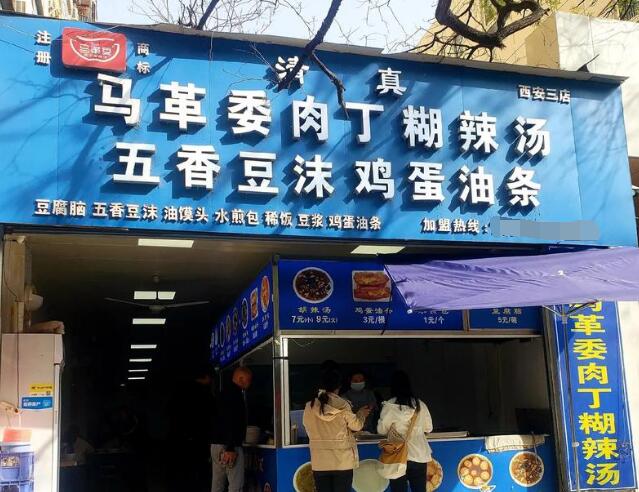 注册
马革委
商标
清真
西安三店
马革委肉丁糊辣汤
五香豆沫 鸡蛋油条
豆腐脑 五香豆沫 油馍头 水煎包 稀饭 豆浆 鸡蛋油条
加盟热线:
胡辣汤
7元(小) 9元(大)
鸡蛋油条
3元/根
1元/个
豆腐脑
5元/碗
马革委肉丁糊辣汤